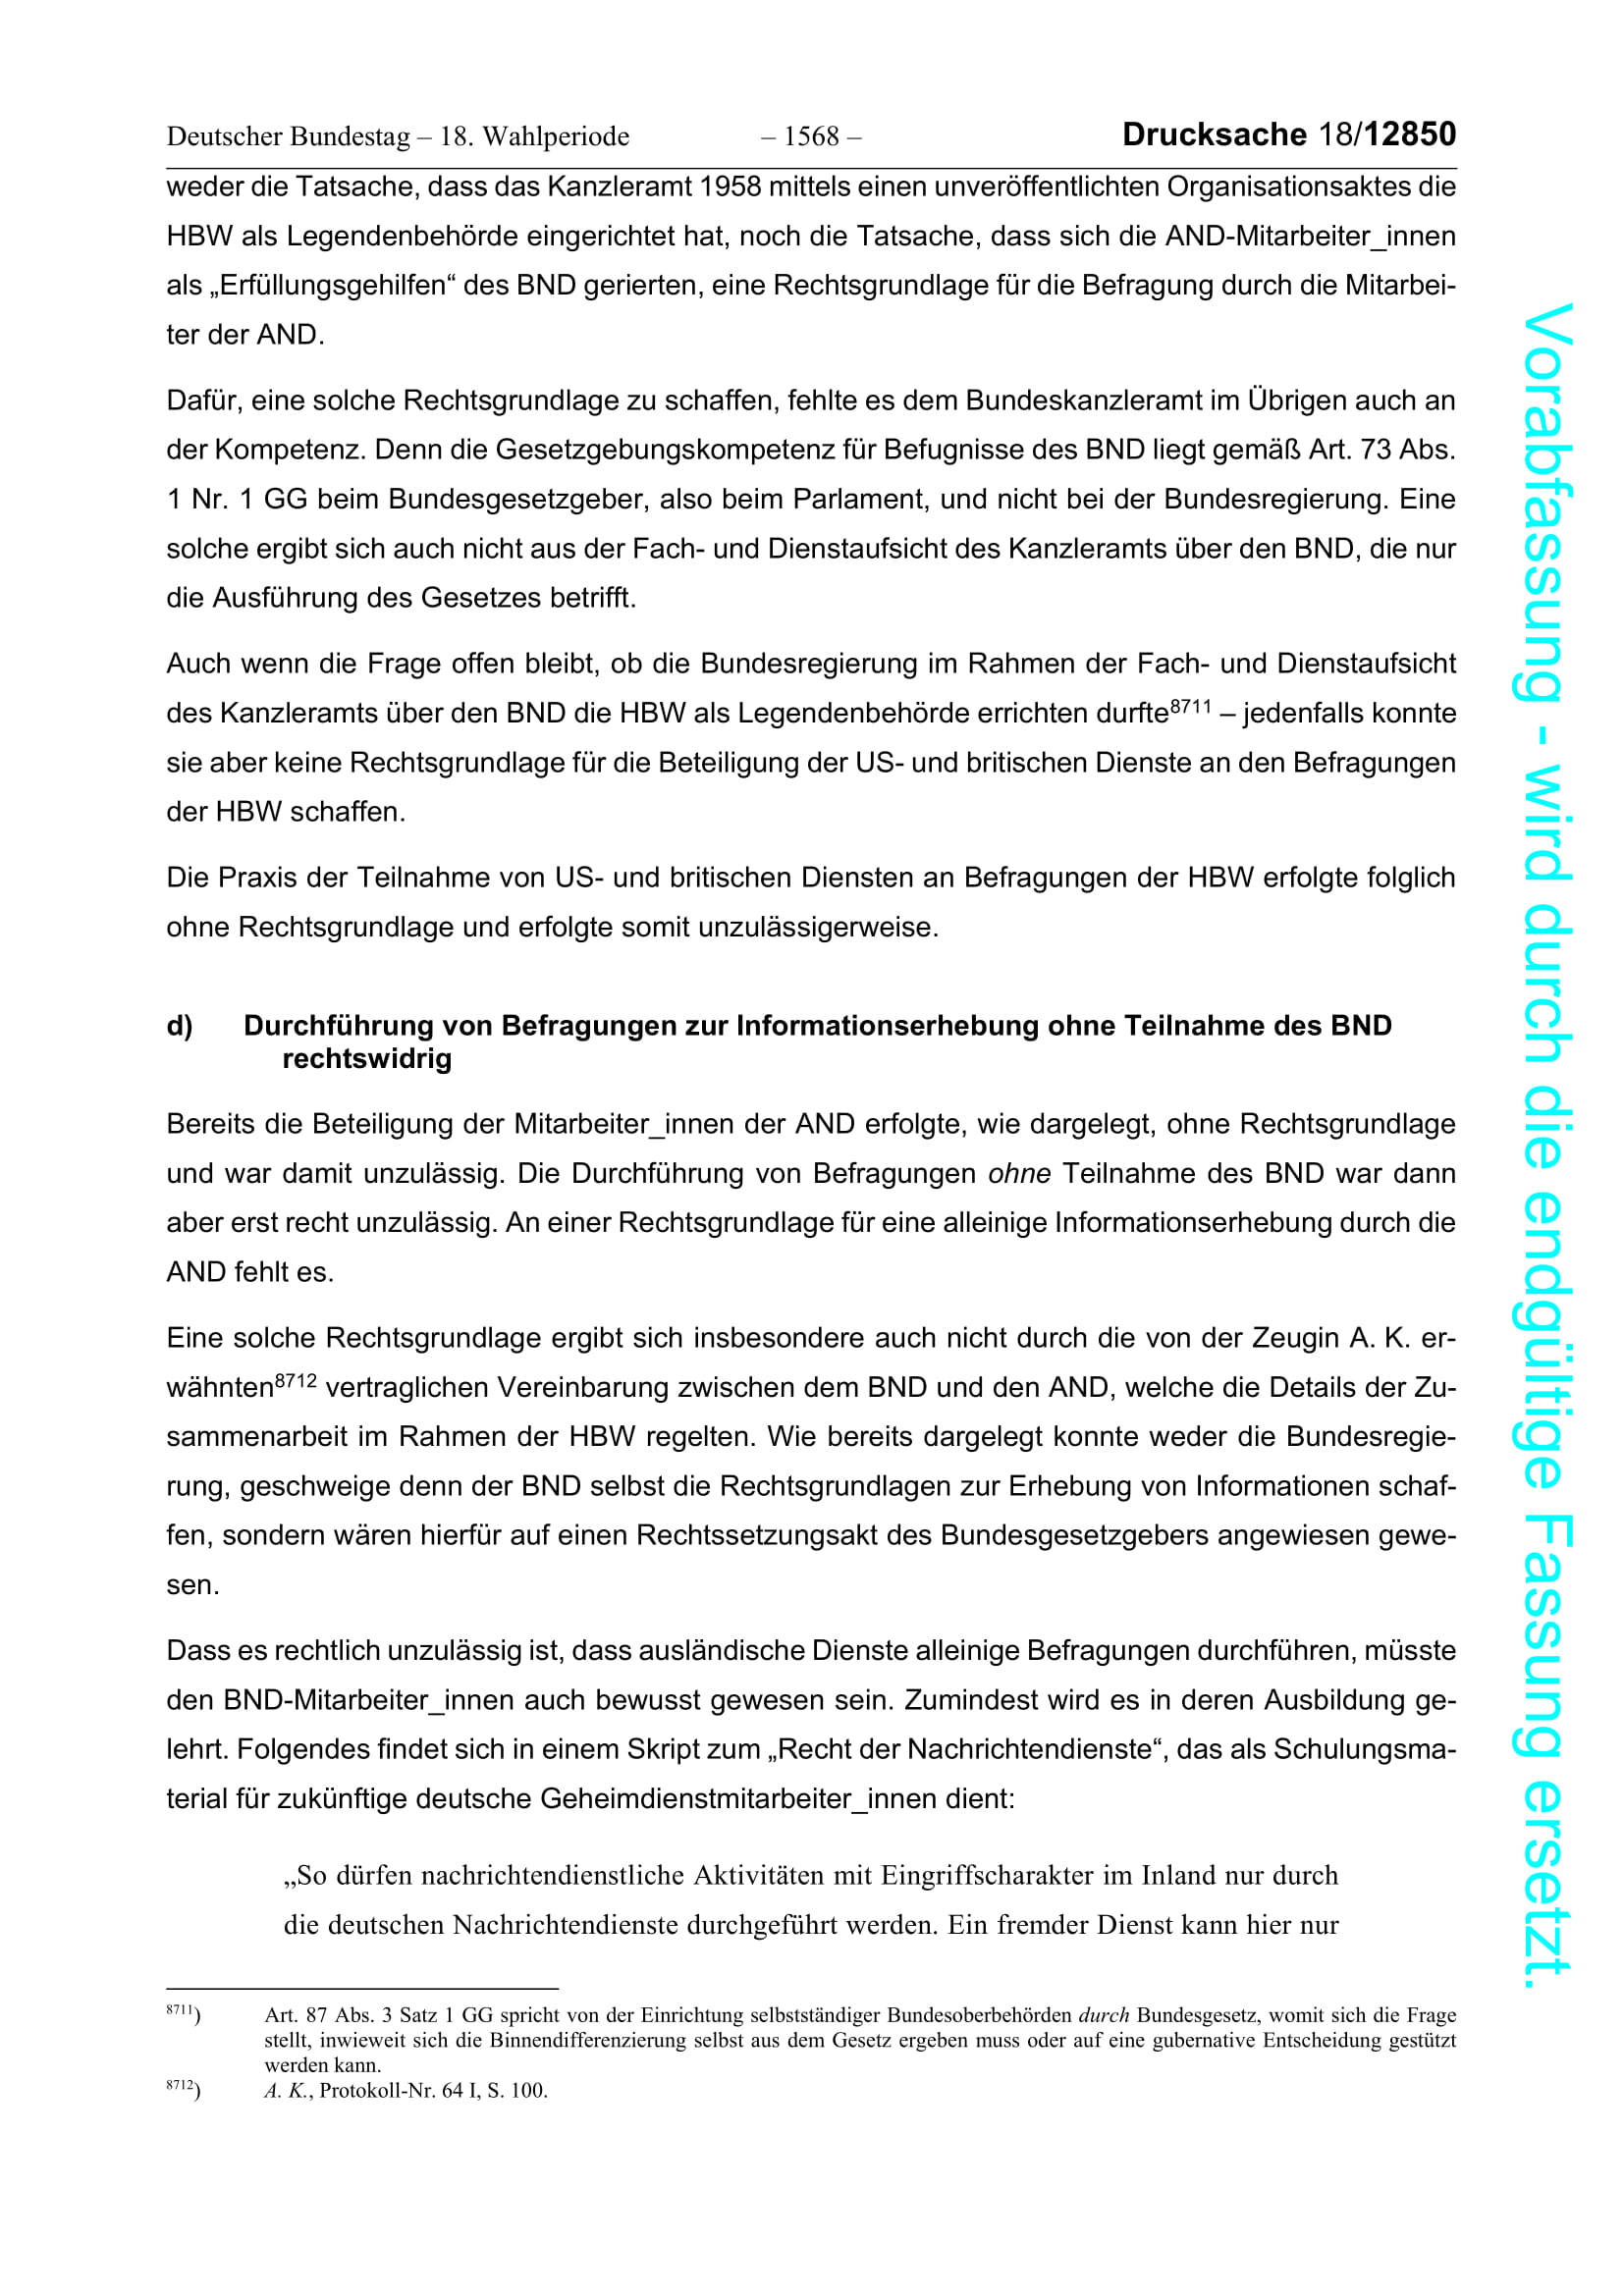 Deutscher Bundestag – 18. Wahlperiode – 1568 – Drucksache 18/12850
weder die Tatsache, dass das Kanzleramt 1958 mittels einen unveröffentlichten Organisationsaktes die
HBW als Legendenbehörde eingerichtet hat, noch die Tatsache, dass sich die AND-Mitarbeiter_innen
als „Erfüllungsgehilfen“ des BND gerierten, eine Rechtsgrundlage für die Befragung durch die Mitarbei-
ter der AND.
Dafür, eine solche Rechtsgrundlage zu schaffen, fehlte es dem Bundeskanzleramt im Übrigen auch an
der Kompetenz. Denn die Gesetzgebungskompetenz für Befugnisse des BND liegt gemäß Art. 73 Abs.
1 Nr. 1 GG beim Bundesgesetzgeber, also beim Parlament, und nicht bei der Bundesregierung. Eine
solche ergibt sich auch nicht aus der Fach- und Dienstaufsicht des Kanzleramts über den BND, die nur
die Ausführung des Gesetzes betrifft.
Auch wenn die Frage offen bleibt, ob die Bundesregierung im Rahmen der Fach- und Dienstaufsicht
des Kanzleramts über den BND die HBW als Legendenbehörde errichten durfte8711 – jedenfalls konnte
sie aber keine Rechtsgrundlage für die Beteiligung der US- und britischen Dienste an den Befragungen
der HBW schaffen.
Die Praxis der Teilnahme von US- und britischen Diensten an Befragungen der HBW erfolgte folglich
ohne Rechtsgrundlage und erfolgte somit unzulässigerweise.
d) Durchführung von Befragungen zur Informationserhebung ohne Teilnahme des BND
rechtswidrig
Bereits die Beteiligung der Mitarbeiter_innen der AND erfolgte, wie dargelegt, ohne Rechtsgrundlage
und war damit unzulässig. Die Durchführung von Befragungen ohne Teilnahme des BND war dann
aber erst recht unzulässig. An einer Rechtsgrundlage für eine alleinige Informationserhebung durch die
AND fehlt es.
Eine solche Rechtsgrundlage ergibt sich insbesondere auch nicht durch die von der Zeugin A. K. er-
wähnten8712 vertraglichen Vereinbarung zwischen dem BND und den AND, welche die Details der Zu-
sammenarbeit im Rahmen der HBW regelten. Wie bereits dargelegt konnte weder die Bundesregie-
rung, geschweige denn der BND selbst die Rechtsgrundlagen zur Erhebung von Informationen schaf-
fen, sondern wären hierfür auf einen Rechtssetzungsakt des Bundesgesetzgebers angewiesen gewe-
sen.
Dass es rechtlich unzulässig ist, dass ausländische Dienste alleinige Befragungen durchführen, müsste
den BND-Mitarbeiter_innen auch bewusst gewesen sein. Zumindest wird es in deren Ausbildung ge-
lehrt. Folgendes findet sich in einem Skript zum „Recht der Nachrichtendienste“, das als Schulungsma-
terial für zukünftige deutsche Geheimdienstmitarbeiter_innen dient:
„So dürfen nachrichtendienstliche Aktivitäten mit Eingriffscharakter im Inland nur durch
die deutschen Nachrichtendienste durchgeführt werden. Ein fremder Dienst kann hier nur
8711) Art. 87 Abs. 3 Satz 1 GG spricht von der Einrichtung selbstständiger Bundesoberbehörden durch Bundesgesetz, womit sich die Frage
stellt, inwieweit sich die Binnendifferenzierung selbst aus dem Gesetz ergeben muss oder auf eine gubernative Entscheidung gestützt
werden kann.
8712) A. K., Protokoll-Nr. 64 I, S. 100.
Vorabfassung - wird durch die endgültige Fassung ersetzt.